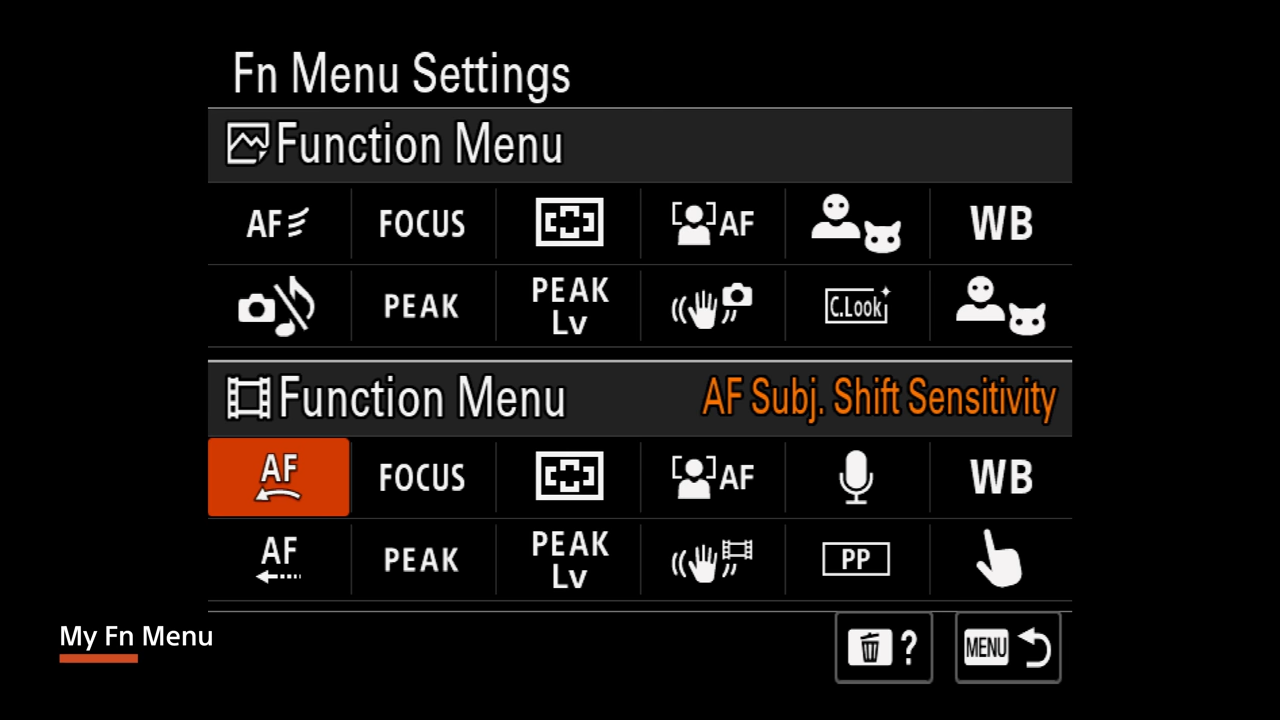 Fn Menu Settings
Function Menu
AF FOCUS AF WB
PEAK PEAK Lv C.Look
Function Menu AF Subj. Shift Sensitivity
AF FOCUS AF WB
AF PEAK PEAK Lv PP
My Fn Menu
? MENU